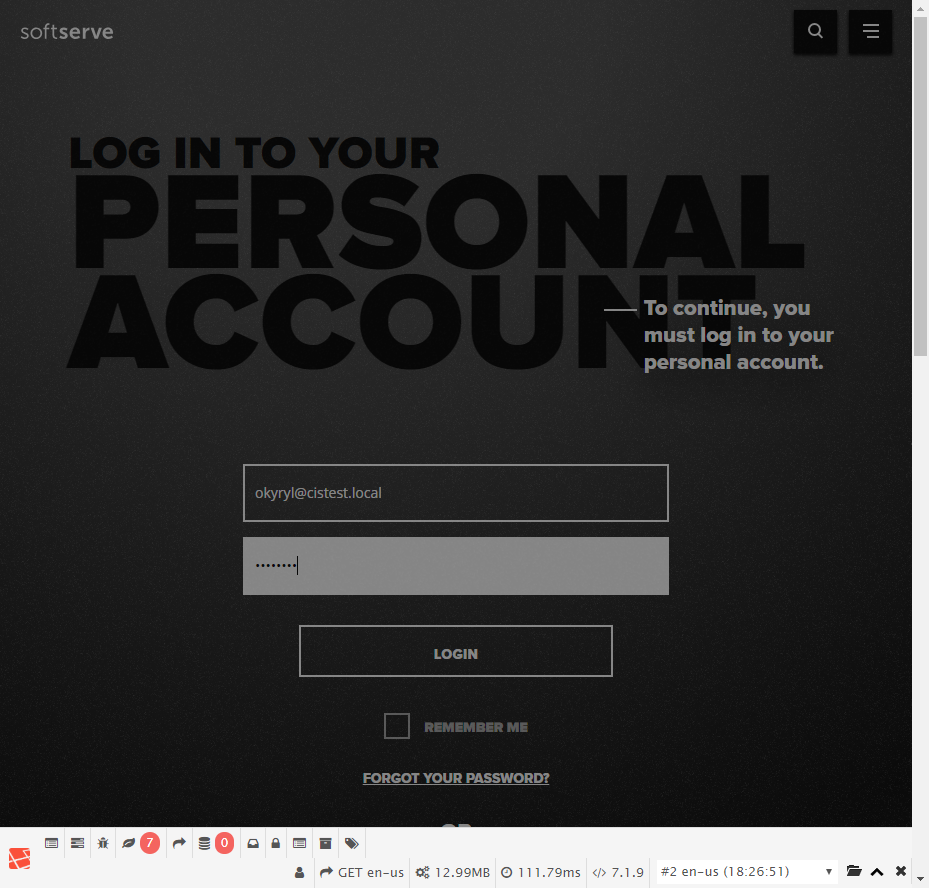 softserve
LOG IN TO YOUR
PERSONAL
ACCOUNT
To continue, you
must log in to your
personal account.
okyryl@cistest.local
••••••••
LOGIN
REMEMBER ME
FORGOT YOUR PASSWORD?
OR
7
0
GET en-us
12.99MB
111.79ms
7.1.9
#2 en-us (18:26:51)